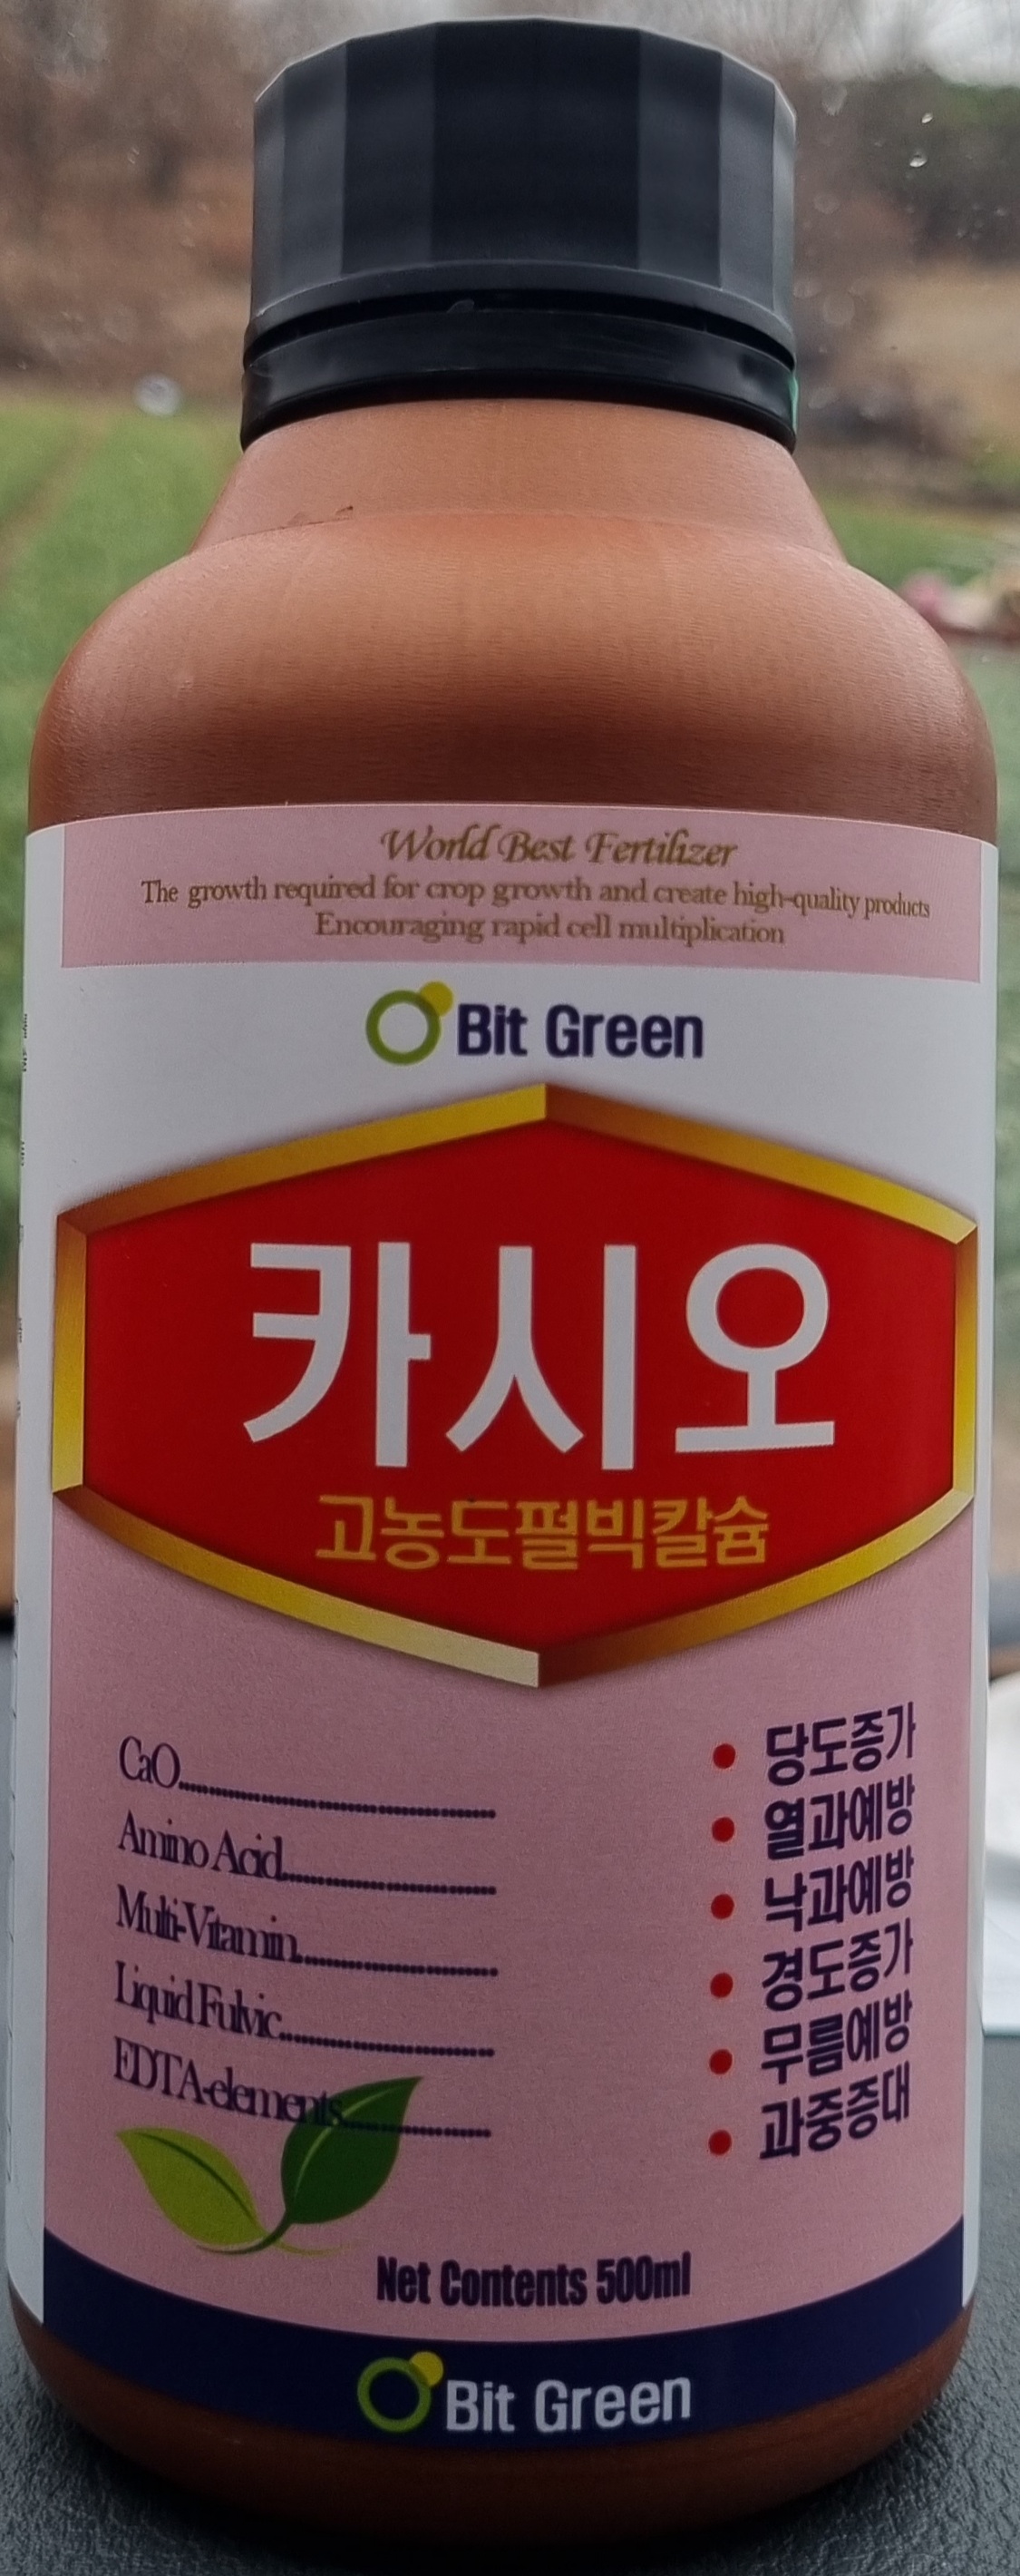 World Best Fertilizer
The growth required for crop growth and create high-quality products
Encouraging rapid cell multiplication
Bit Green
카시오
고농도펄빅칼슘
CaO
Amino Acid
Multi-Vitamin
Liquid Fulvic
EDTA-elements
• 당도증가
• 열과예방
• 낙과예방
• 경도증가
• 무름예방
• 과중증대
Net Contents 500ml
Bit Green